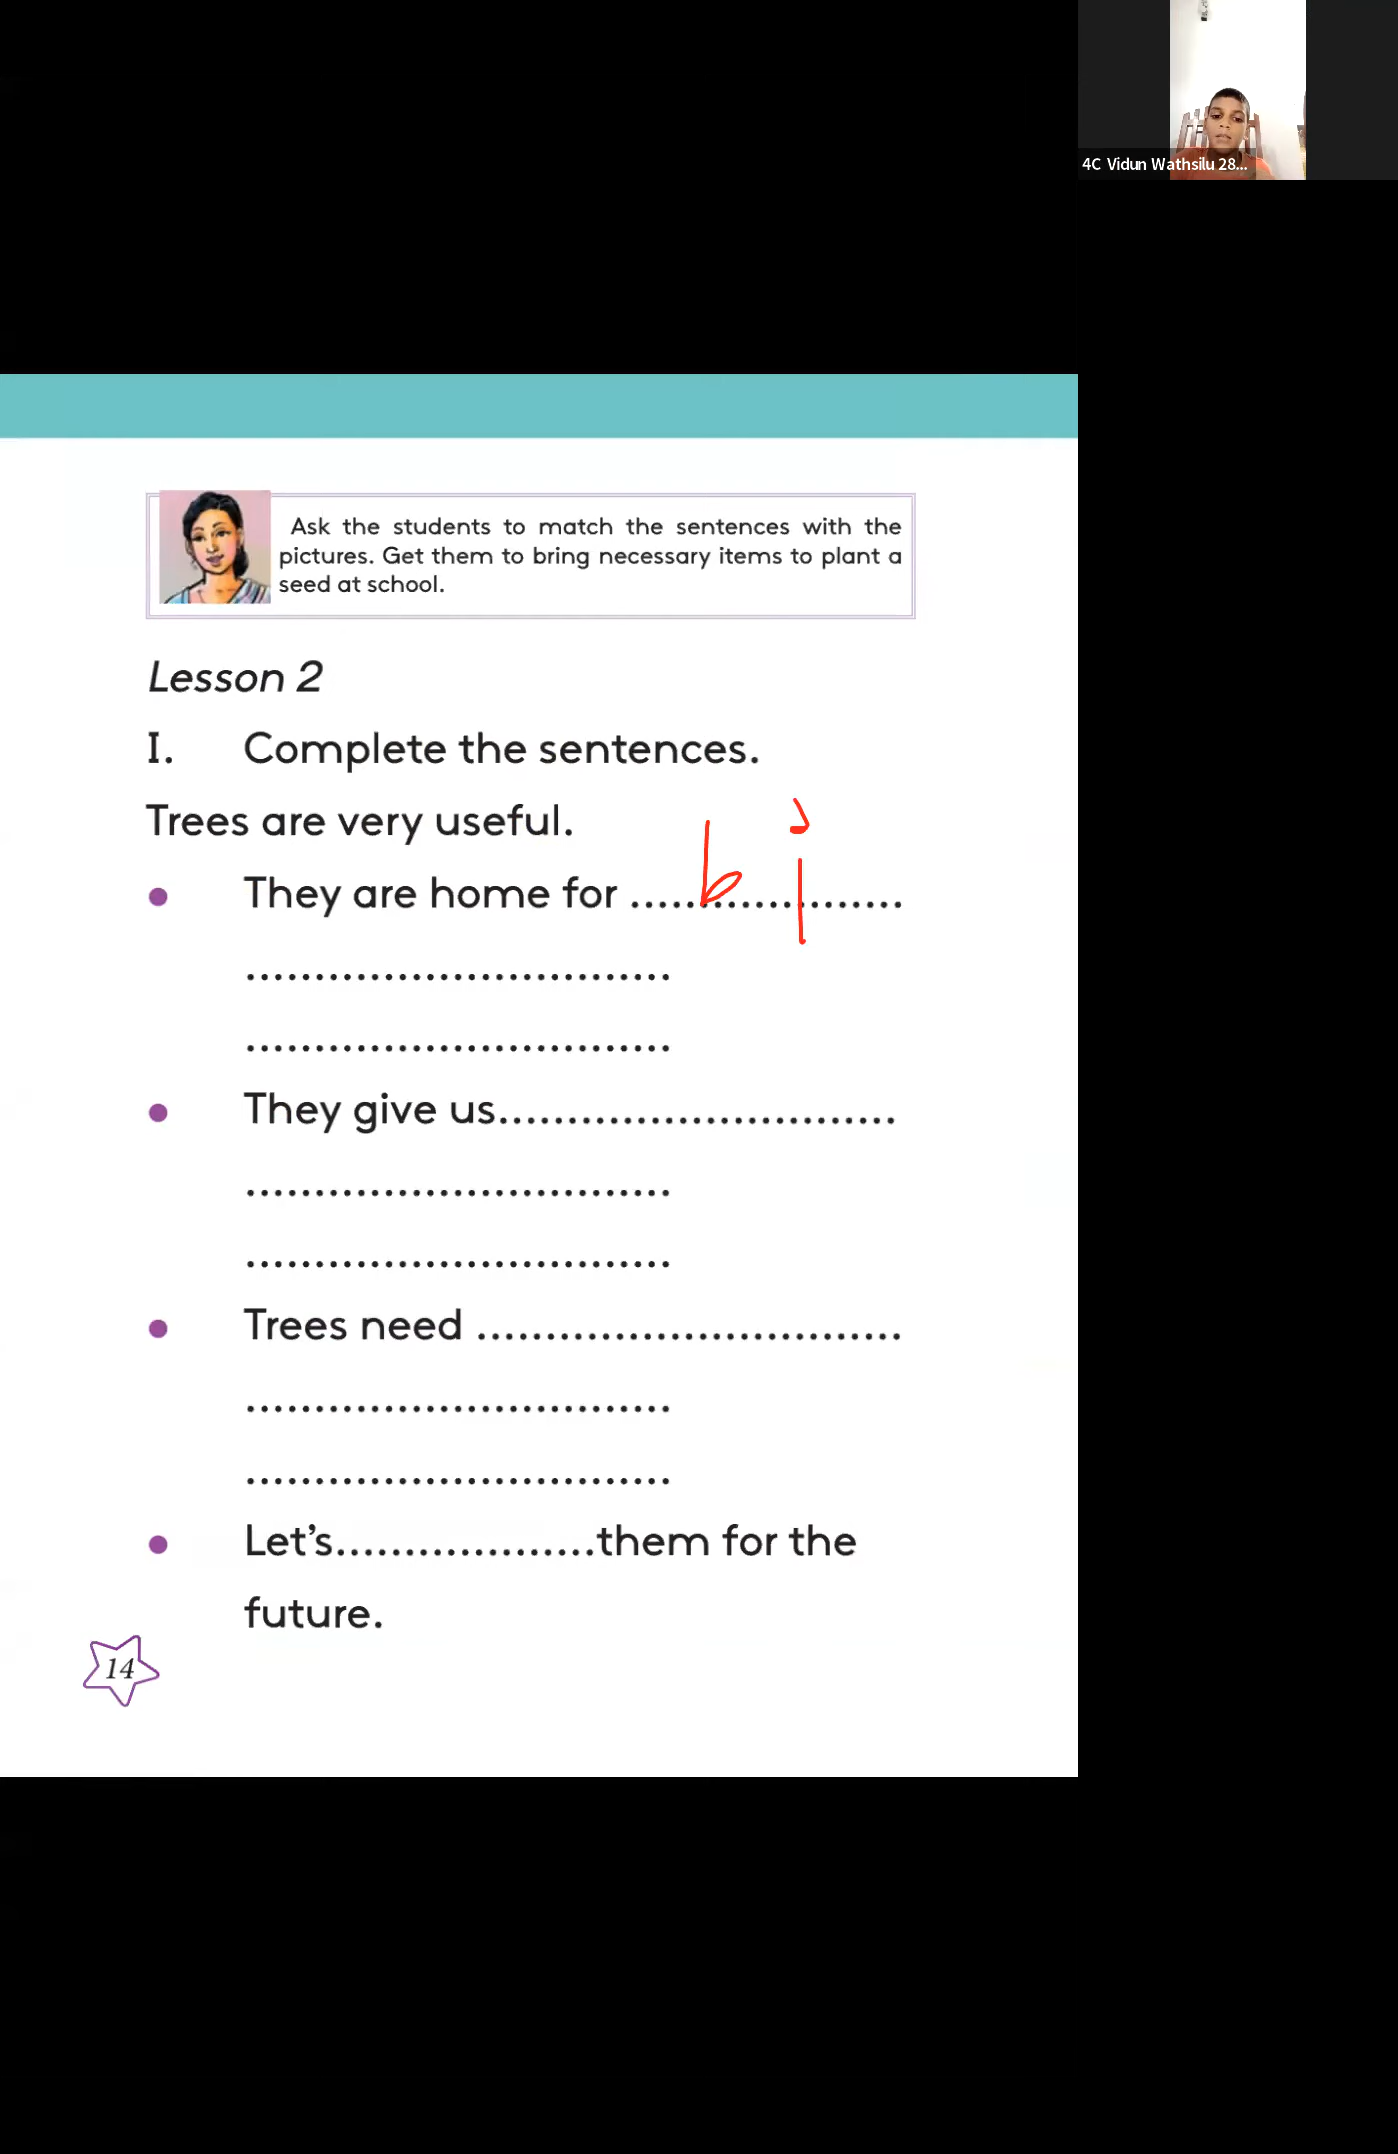 4C Vidun Wathsilu 28...
Ask the students to match the sentences with the
pictures. Get them to bring necessary items to plant a
seed at school.
Lesson 2
I. Complete the sentences.
Trees are very useful.
• They are home for ....................
...............................
...............................
b i
• They give us.............................
...............................
...............................
• Trees need ...............................
...............................
...............................
• Let's...................them for the
future.
14